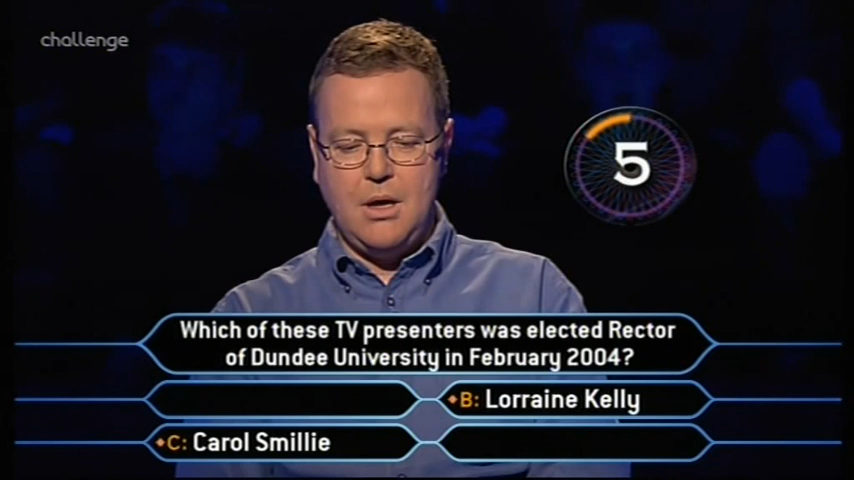 challenge
5
Which of these TV presenters was elected Rector
of Dundee University in February 2004?
B: Lorraine Kelly
C: Carol Smillie